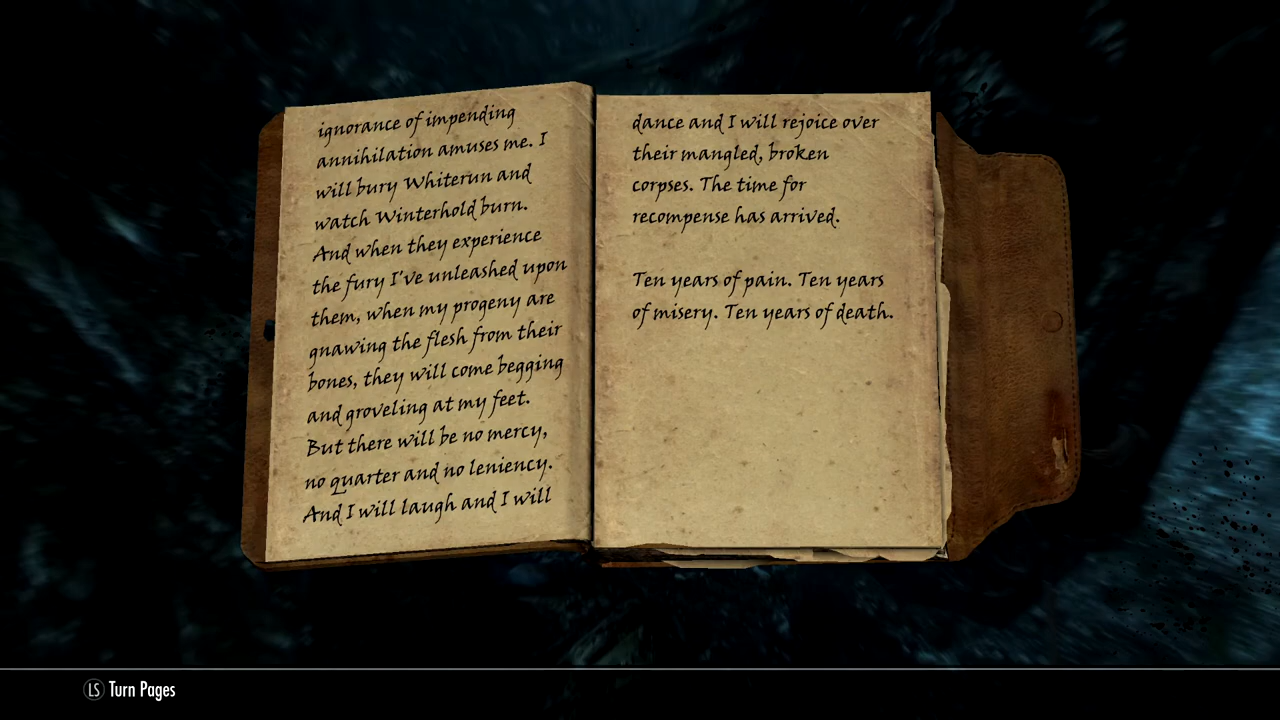 ignorance of impending
annihilation amuses me. I
will bury Whiterun and
watch Winterhold burn.
And when they experience
the fury I've unleashed upon
them, when my progeny are
gnawing the flesh from their
bones, they will come begging
and groveling at my feet.
But there will be no mercy,
no quarter and no leniency.
And I will laugh and I will
dance and I will rejoice over
their mangled, broken
corpses. The time for
recompense has arrived.
Ten years of pain. Ten years
of misery. Ten years of death.
LS Turn Pages